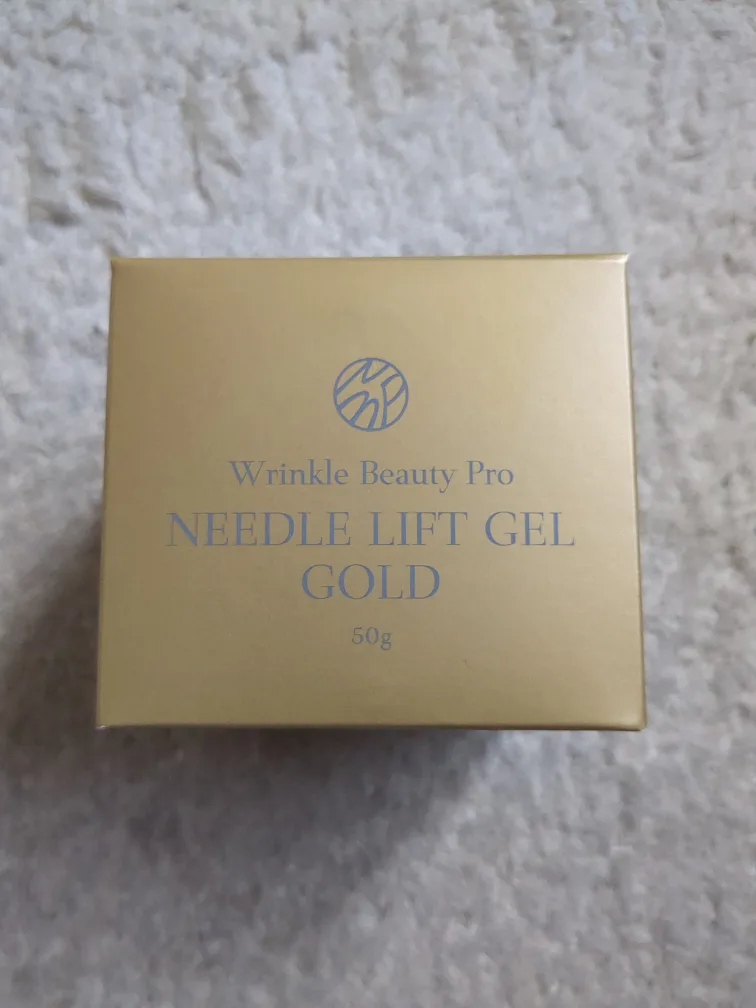 Wrinkle Beauty Pro
NEEDLE LIFT GEL
GOLD
50g